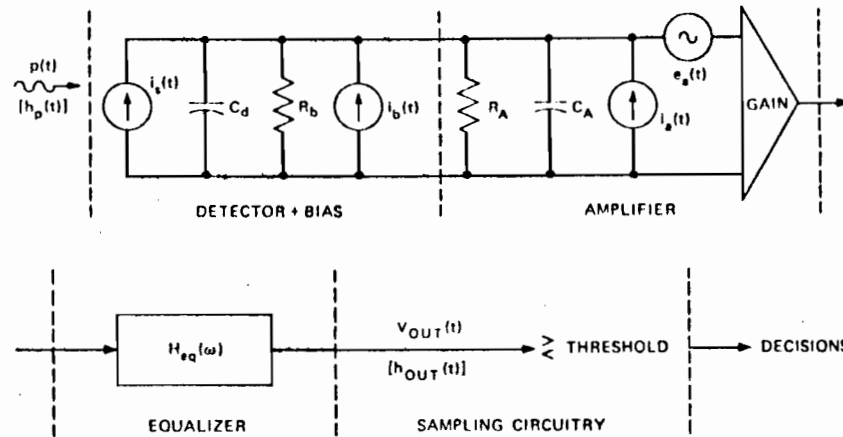 p(t)
[h_p(t)]
i_s(t)
C_d
R_b
i_b(t)
R_A
C_A
i_a(t)
e_a(t)
GAIN
DETECTOR + BIAS
AMPLIFIER
H_eq(ω)
V_OUT(t)
[h_OUT(t)]
> <
THRESHOLD
DECISIONS
EQUALIZER
SAMPLING CIRCUITRY